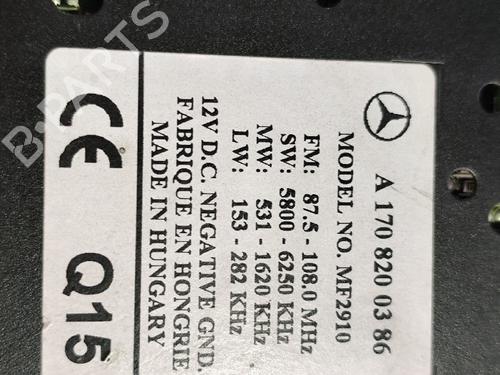 A 170 820 03 86
MODEL NO. MF2910
FM: 87.5 - 108.0 MHz
SW: 5800 - 6250 KHz
MW: 531 - 1620 KHz
LW: 153 - 282 KHz
12V D.C. NEGATIVE GND.
FABRIQUE EN HONGRIE
MADE IN HUNGARY
CE Q15
B-PARTS